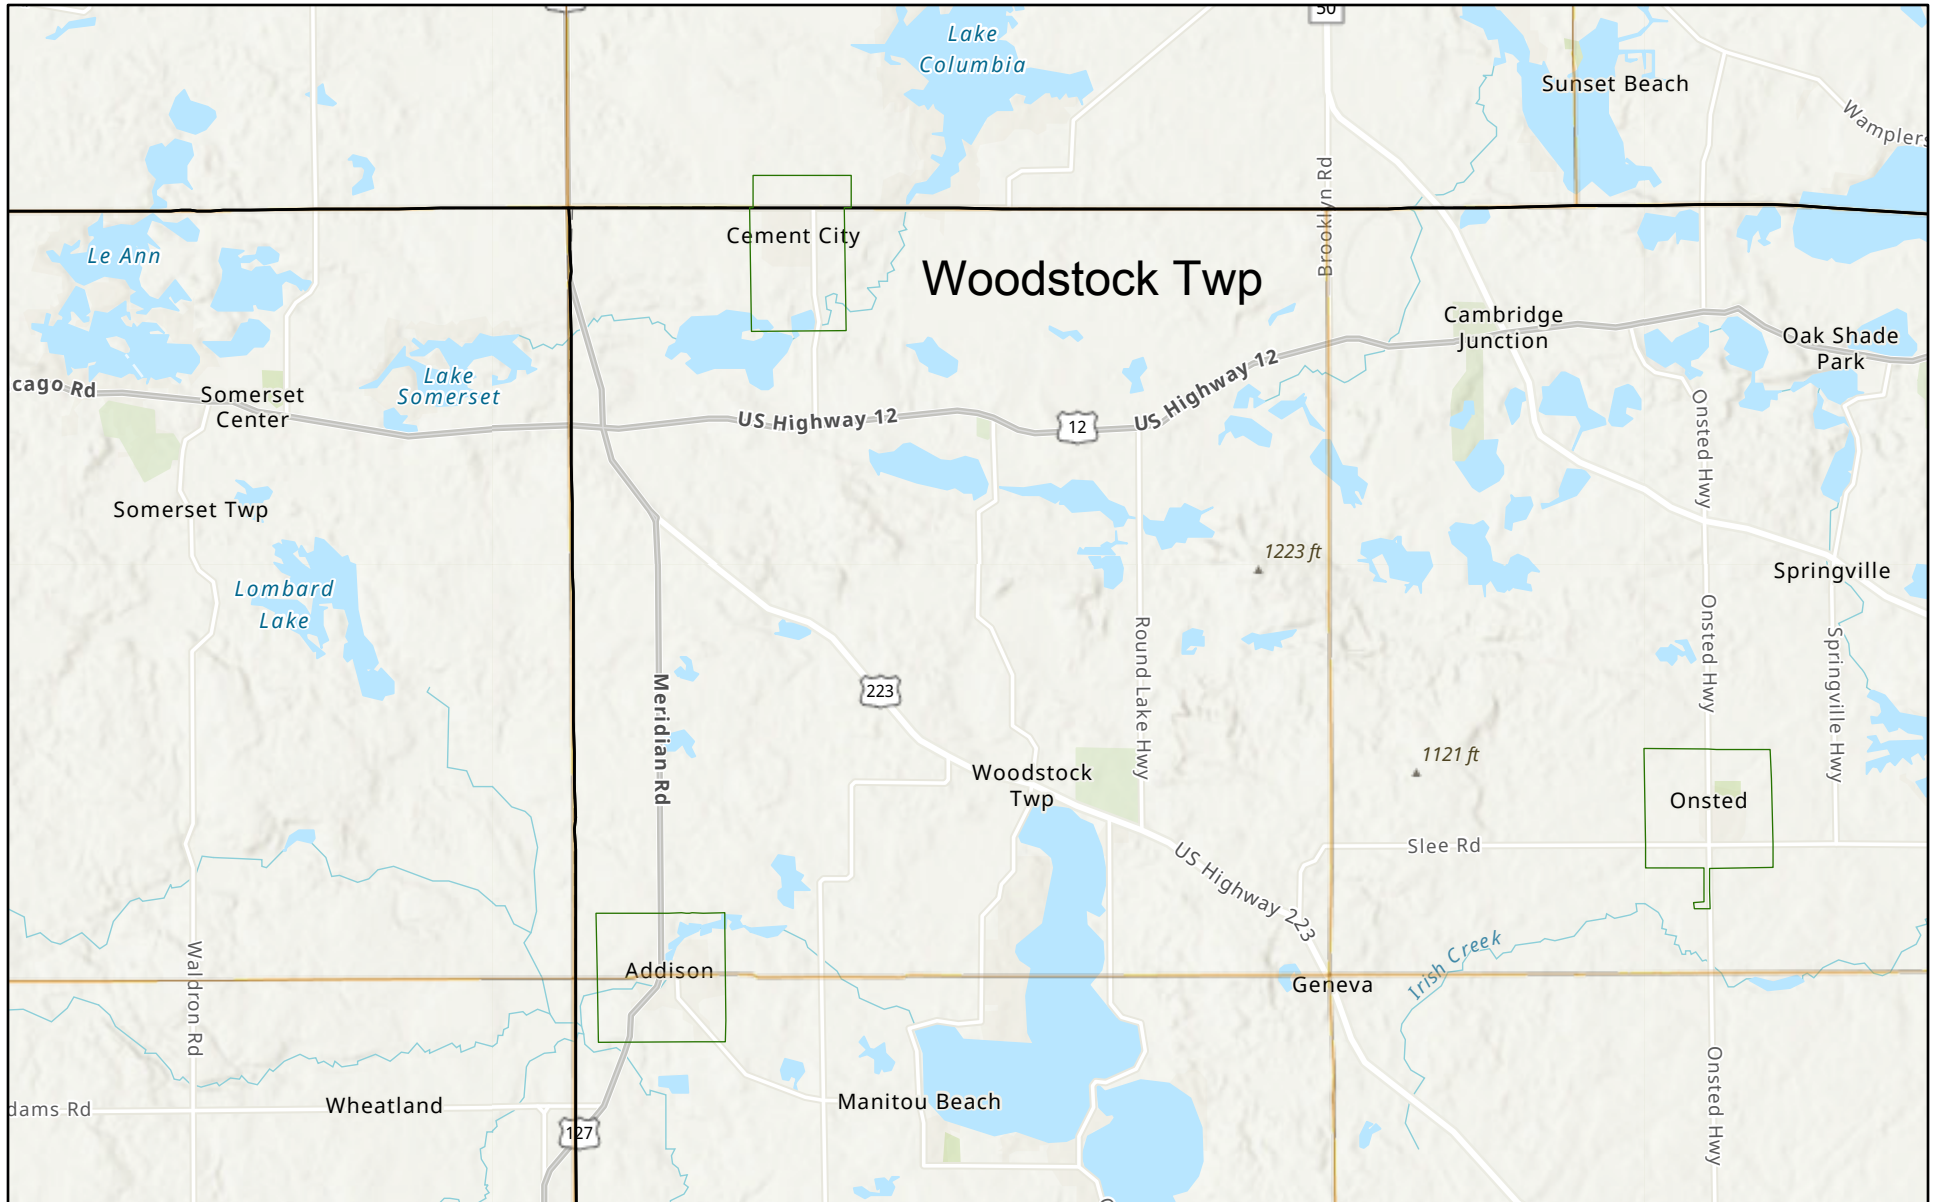 50
Lake
Columbia
Sunset Beach
Wamplers
Brooklyn Rd
Cement City
Le Ann
Woodstock Twp
Cambridge
Junction
Oak Shade
Park
cago Rd
Somerset
Center
Lake
Somerset
US Highway 12
12
US Highway 12
Onsted Hwy
Somerset Twp
1223 ft
Springville
Lombard
Lake
Round Lake Hwy
Onsted Hwy
Springville Hwy
Meridian Rd
223
1121 ft
Woodstock
Twp
Onsted
Slee Rd
US Highway 223
Waldron Rd
Addison
Irish Creek
Geneva
Onsted Hwy
dams Rd
Wheatland
Manitou Beach
127